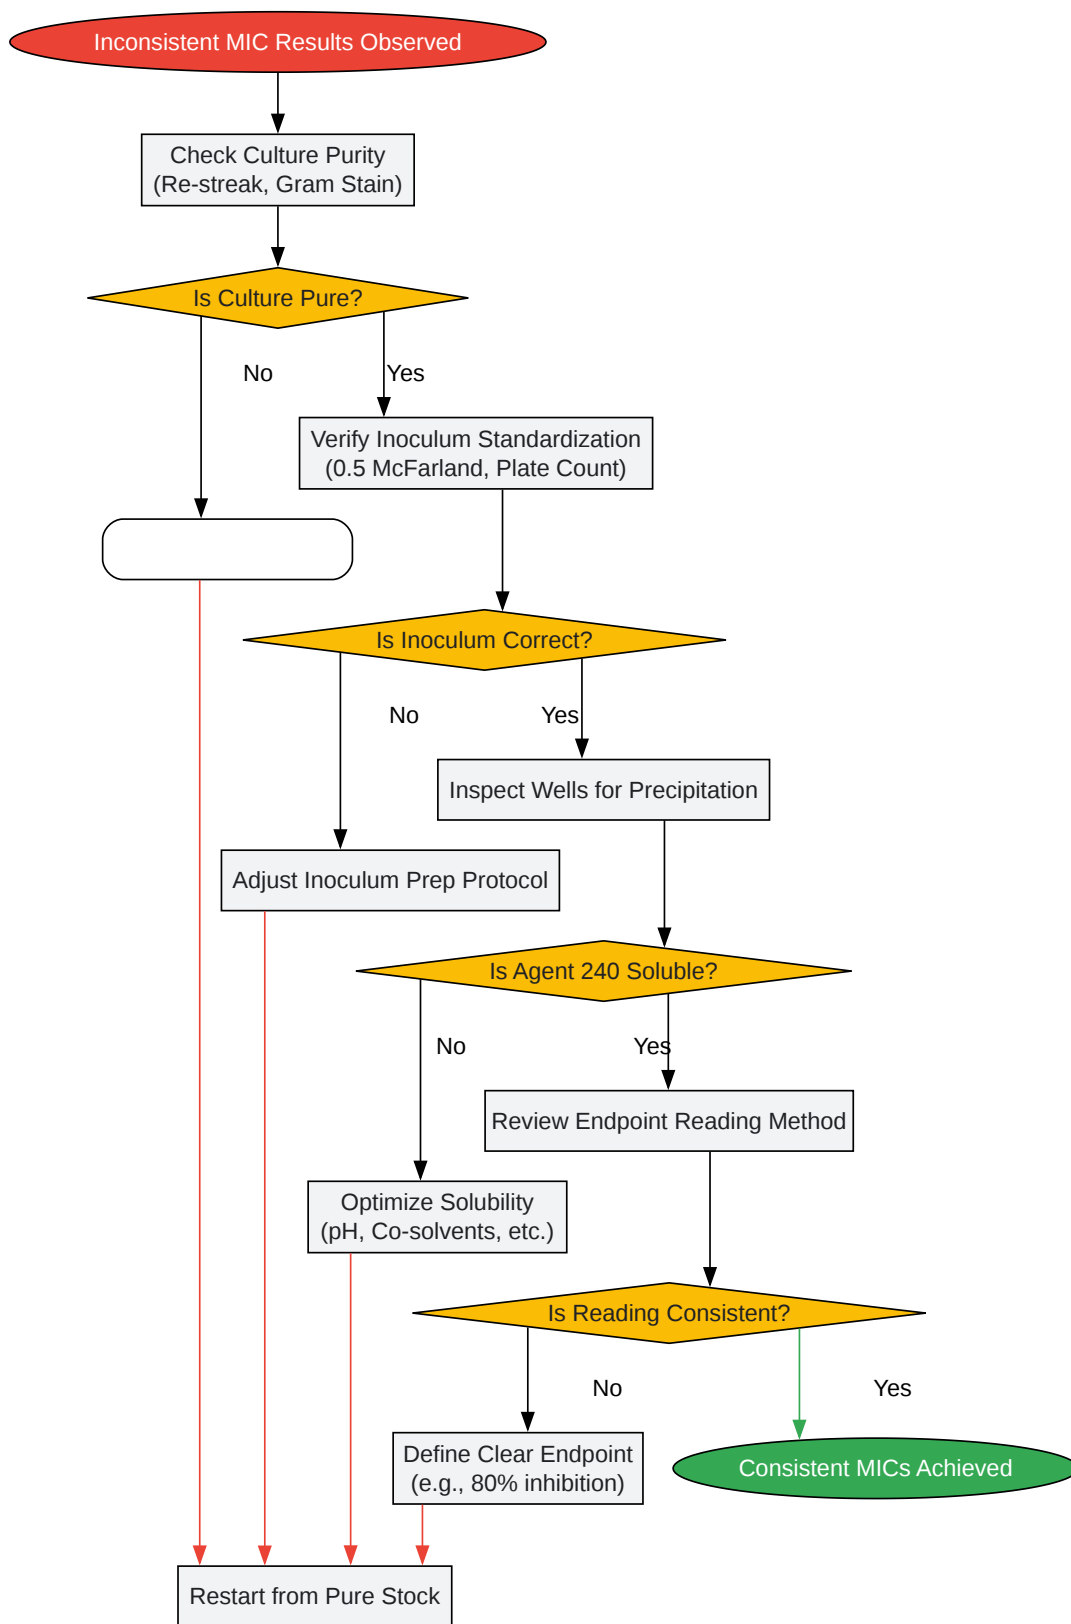 Inconsistent MIC Results Observed
Check Culture Purity
(Re-streak, Gram Stain)
Is Culture Pure?
No
Yes
Verify Inoculum Standardization
(0.5 McFarland, Plate Count)
Is Inoculum Correct?
No
Yes
Inspect Wells for Precipitation
Adjust Inoculum Prep Protocol
Is Agent 240 Soluble?
No
Yes
Review Endpoint Reading Method
Optimize Solubility
(pH, Co-solvents, etc.)
Is Reading Consistent?
No
Yes
Define Clear Endpoint
(e.g., 80% inhibition)
Consistent MICs Achieved
Restart from Pure Stock